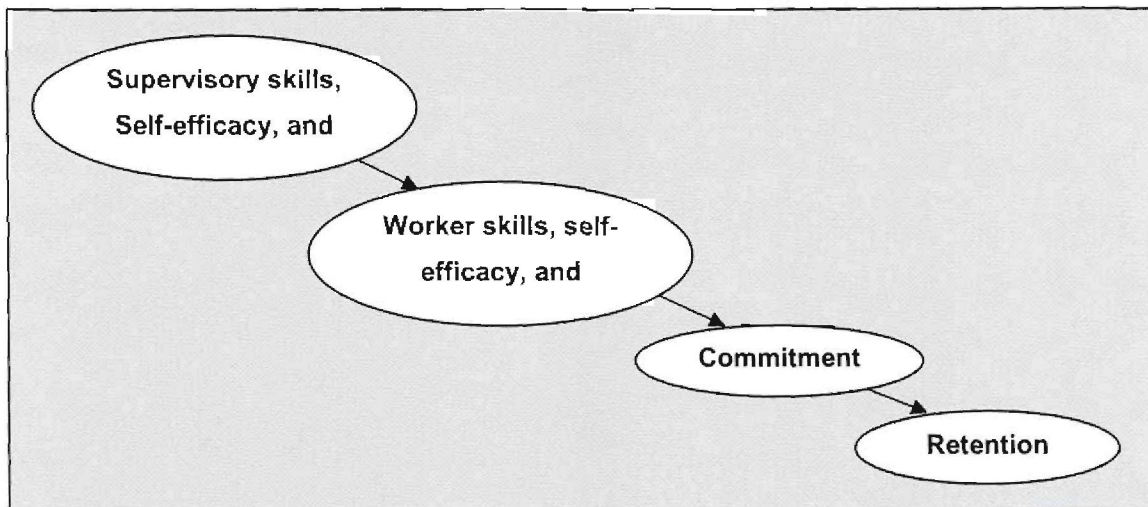 Supervisory skills,
Self-efficacy, and
Worker skills, self-
efficacy, and
Commitment
Retention